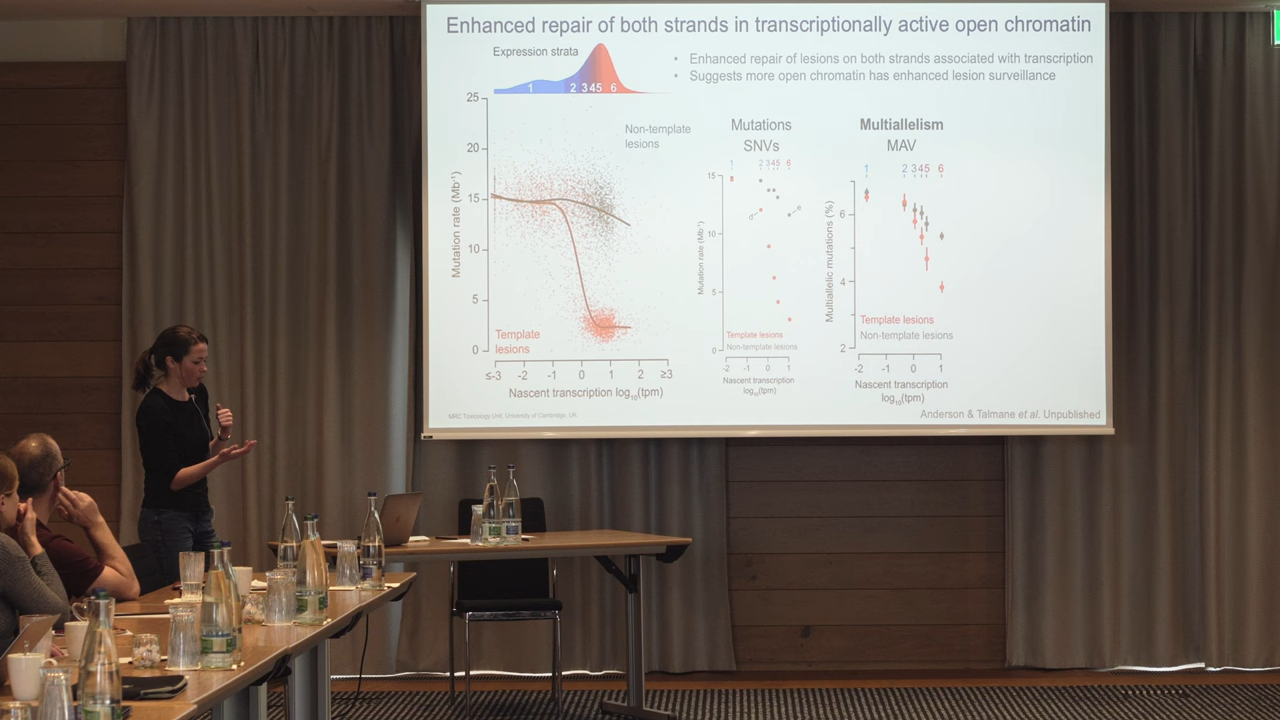 Enhanced repair of both strands in transcriptionally active open chromatin
Expression strata
1 2 3 4 5 6
• Enhanced repair of lesions on both strands associated with transcription
• Suggests more open chromatin has enhanced lesion surveillance
25
20
15
10
5
0
Mutation rate (Mb⁻¹)
Non-template
lesions
Template
lesions
≤-3 -2 -1 0 1 2 ≥3
Nascent transcription log₁₀(tpm)
Mutations
SNVs
1 2 3 4 5 6
15
10
5
0
Mutation rate (Mb⁻¹)
d
e
Template lesions
Non-template lesions
-2 -1 0 1
Nascent transcription
log₁₀(tpm)
Multiallelism
MAV
1 2 3 4 5 6
6
4
2
Multiallelic mutations (%)
Template lesions
Non-template lesions
-2 -1 0 1
Nascent transcription
log₁₀(tpm)
MRC Toxicology Unit, University of Cambridge, UK.
Anderson & Talmane et al. Unpublished